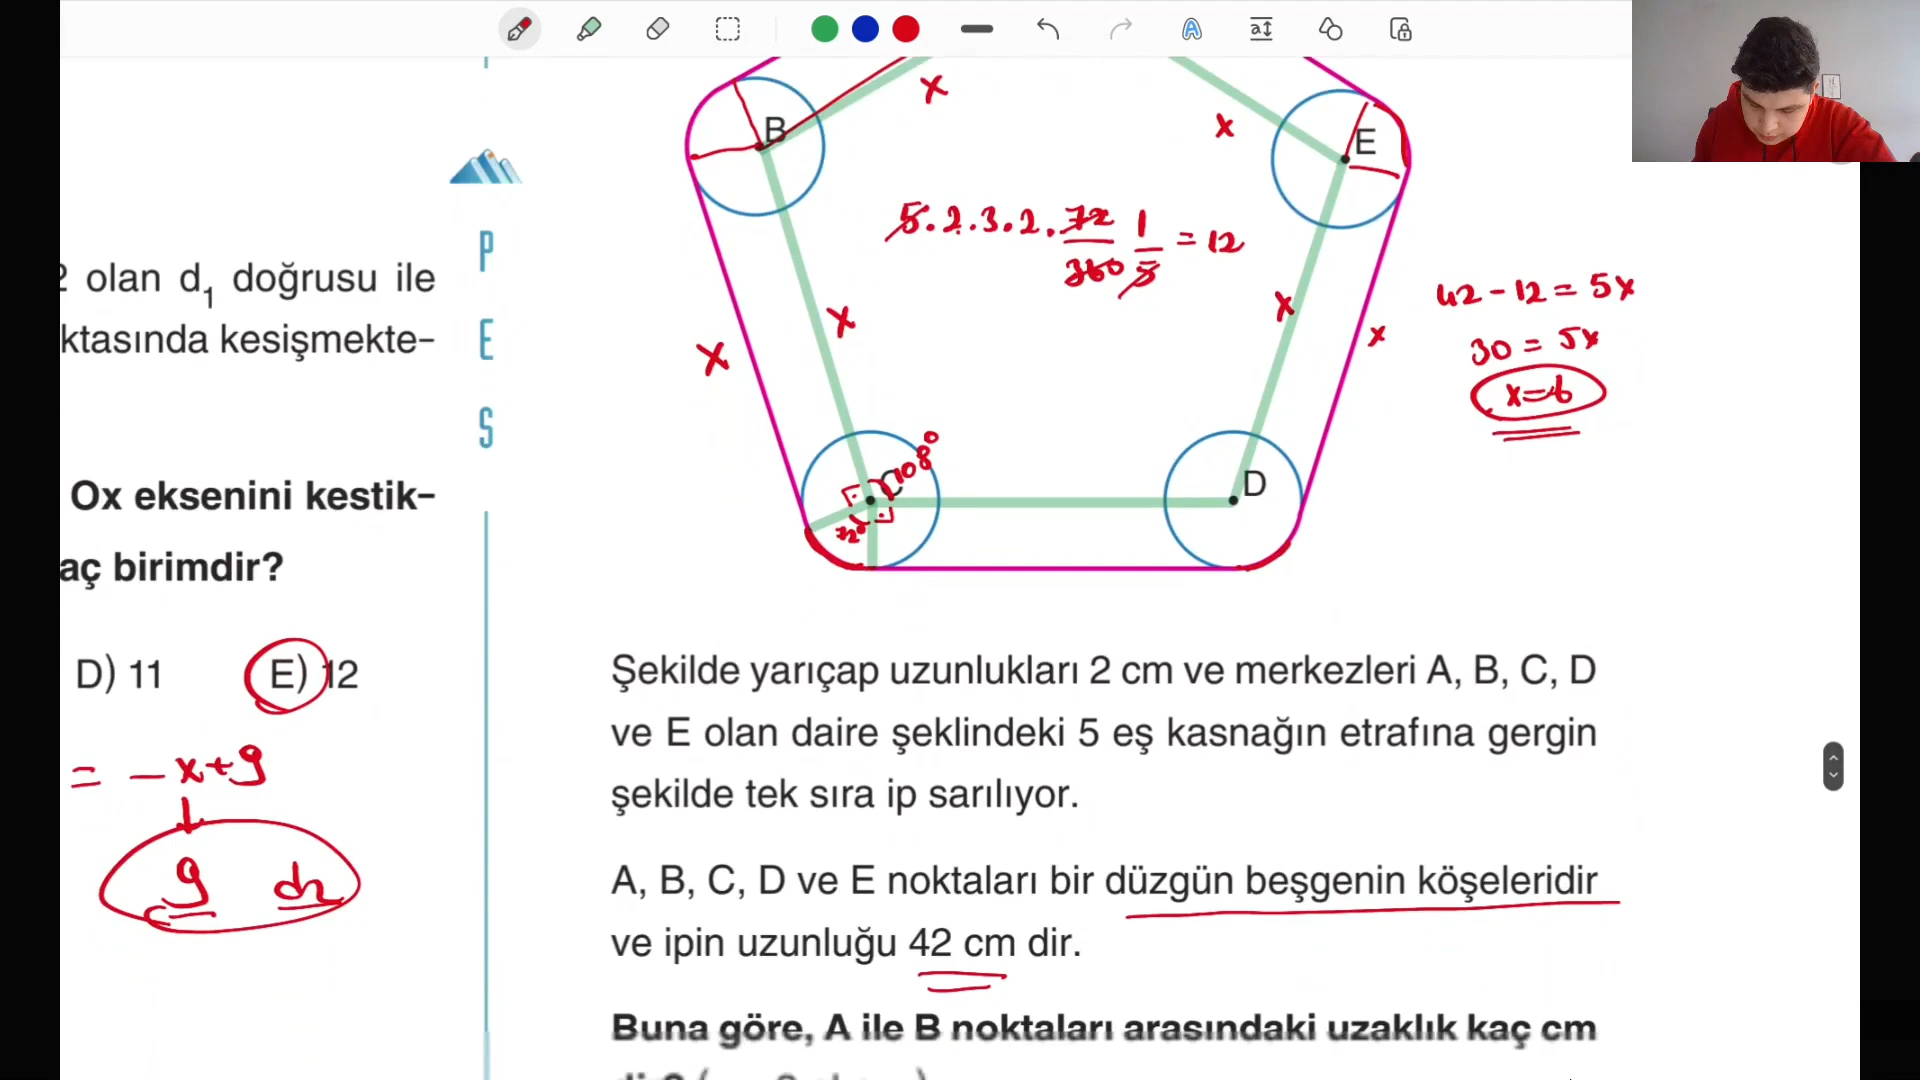 2 olan d1 doğrusu ile
ktasında kesişmekte-
Ox eksenini kestik-
aç birimdir?
D) 11 E) 12
= -x+9
9 d2
P
E
S
B
x
x
E
5.2.3.2.72/360 1/5 = 12
x
x
x
x
42-12=5x
30=5x
x=6
C
108°
72°
D
Şekilde yarıçap uzunlukları 2 cm ve merkezleri A, B, C, D
ve E olan daire şeklindeki 5 eş kasnağın etrafına gergin
şekilde tek sıra ip sarılıyor.
A, B, C, D ve E noktaları bir düzgün beşgenin köşeleridir
ve ipin uzunluğu 42 cm dir.
Buna göre, A ile B noktaları arasındaki uzaklık kaç cm